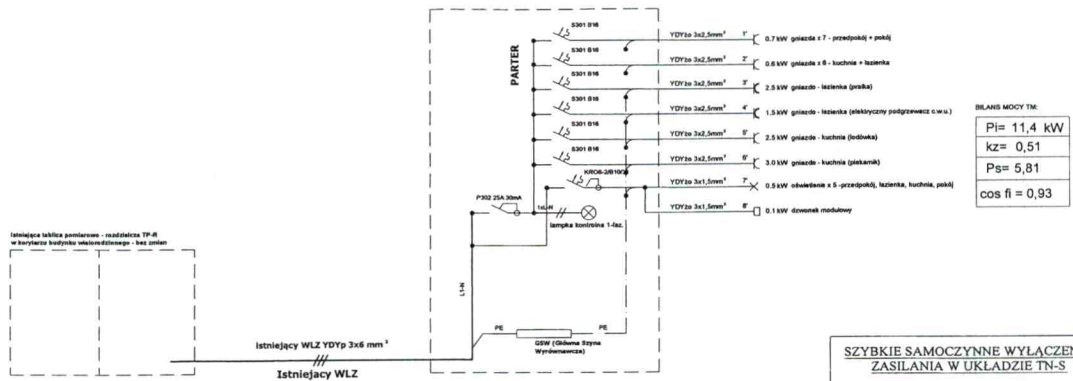 S301 B16
YDYżo 3x2,5mm² 1' 0.7 kW gniazda x 7 - przedpokój + pokój
S301 B16
YDYżo 3x2,5mm² 2' 0.6 kW gniazda x 6 - kuchnia + łazienka
S301 B16
YDYżo 3x2,5mm² 3' 2.5 kW gniazdo - łazienka (pralka)
S301 B16
YDYżo 3x2,5mm² 4' 1.5 kW gniazdo - łazienka (elektryczny podgrzewacz c.w.u.)
S301 B16
YDYżo 3x2,5mm² 5' 2.5 kW gniazdo - kuchnia (lodówka)
S301 B16
YDYżo 3x2,5mm² 6' 3.0 kW gniazdo - kuchnia (piekarnik)
YDYżo 3x1,5mm² 7' 0.5 kW oświetlenie x 5 - przedpokój, łazienka, kuchnia, pokój
YDYżo 3x1,5mm² 8' 0.1 kW dzwonek modułowy
PARTER
P302 25A 30mA
1xL-N
lampka kontrolna 1-faz.
L1-N
PE
PE
GSW (Główna Szyna
Wyrównawcza)
Istniejąca tablica pomiarowo - rozdzielcza TP-R
w korytarzu budynku wielorodzinnego - bez zmian
Istniejący WLZ YDYp 3x6 mm²
Istniejacy WLZ
BILANS MOCY TM:
Pi= 11,4 kW
kz= 0,51
Ps= 5,81
cos fi = 0,93
SZYBKIE SAMOCZYNNE
ZASILANIA W UKŁADZIE TN-S